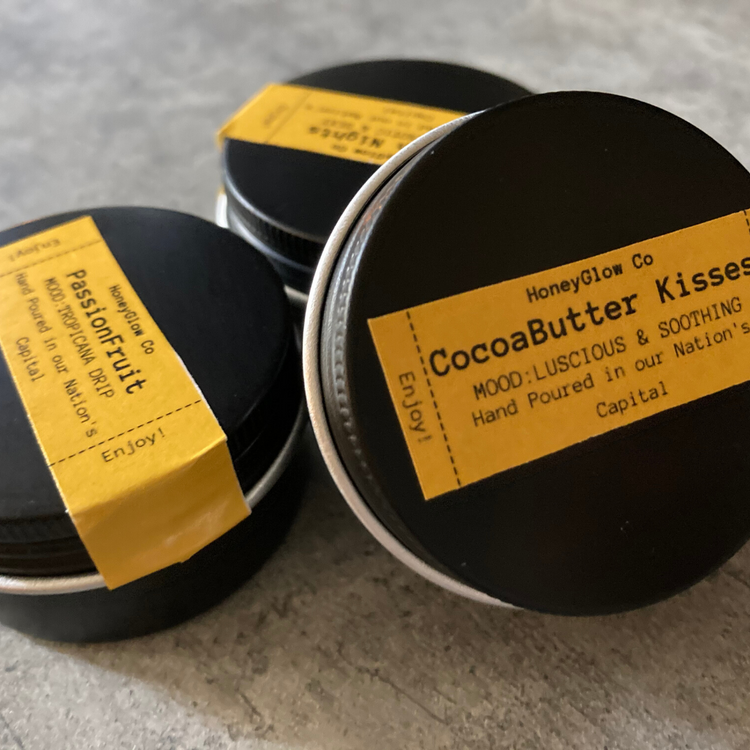 HoneyGlow Co
CocoaButter Kisses
MOOD:LUSCIOUS & SOOTHING
Hand Poured in our Nation's
Capital
Enjoy!
Enjoy!
HoneyGlow Co
PassionFruit
MOOD:TROPICANA DRIP
Hand Poured in our Nation's
Capital
Enjoy!
Nights